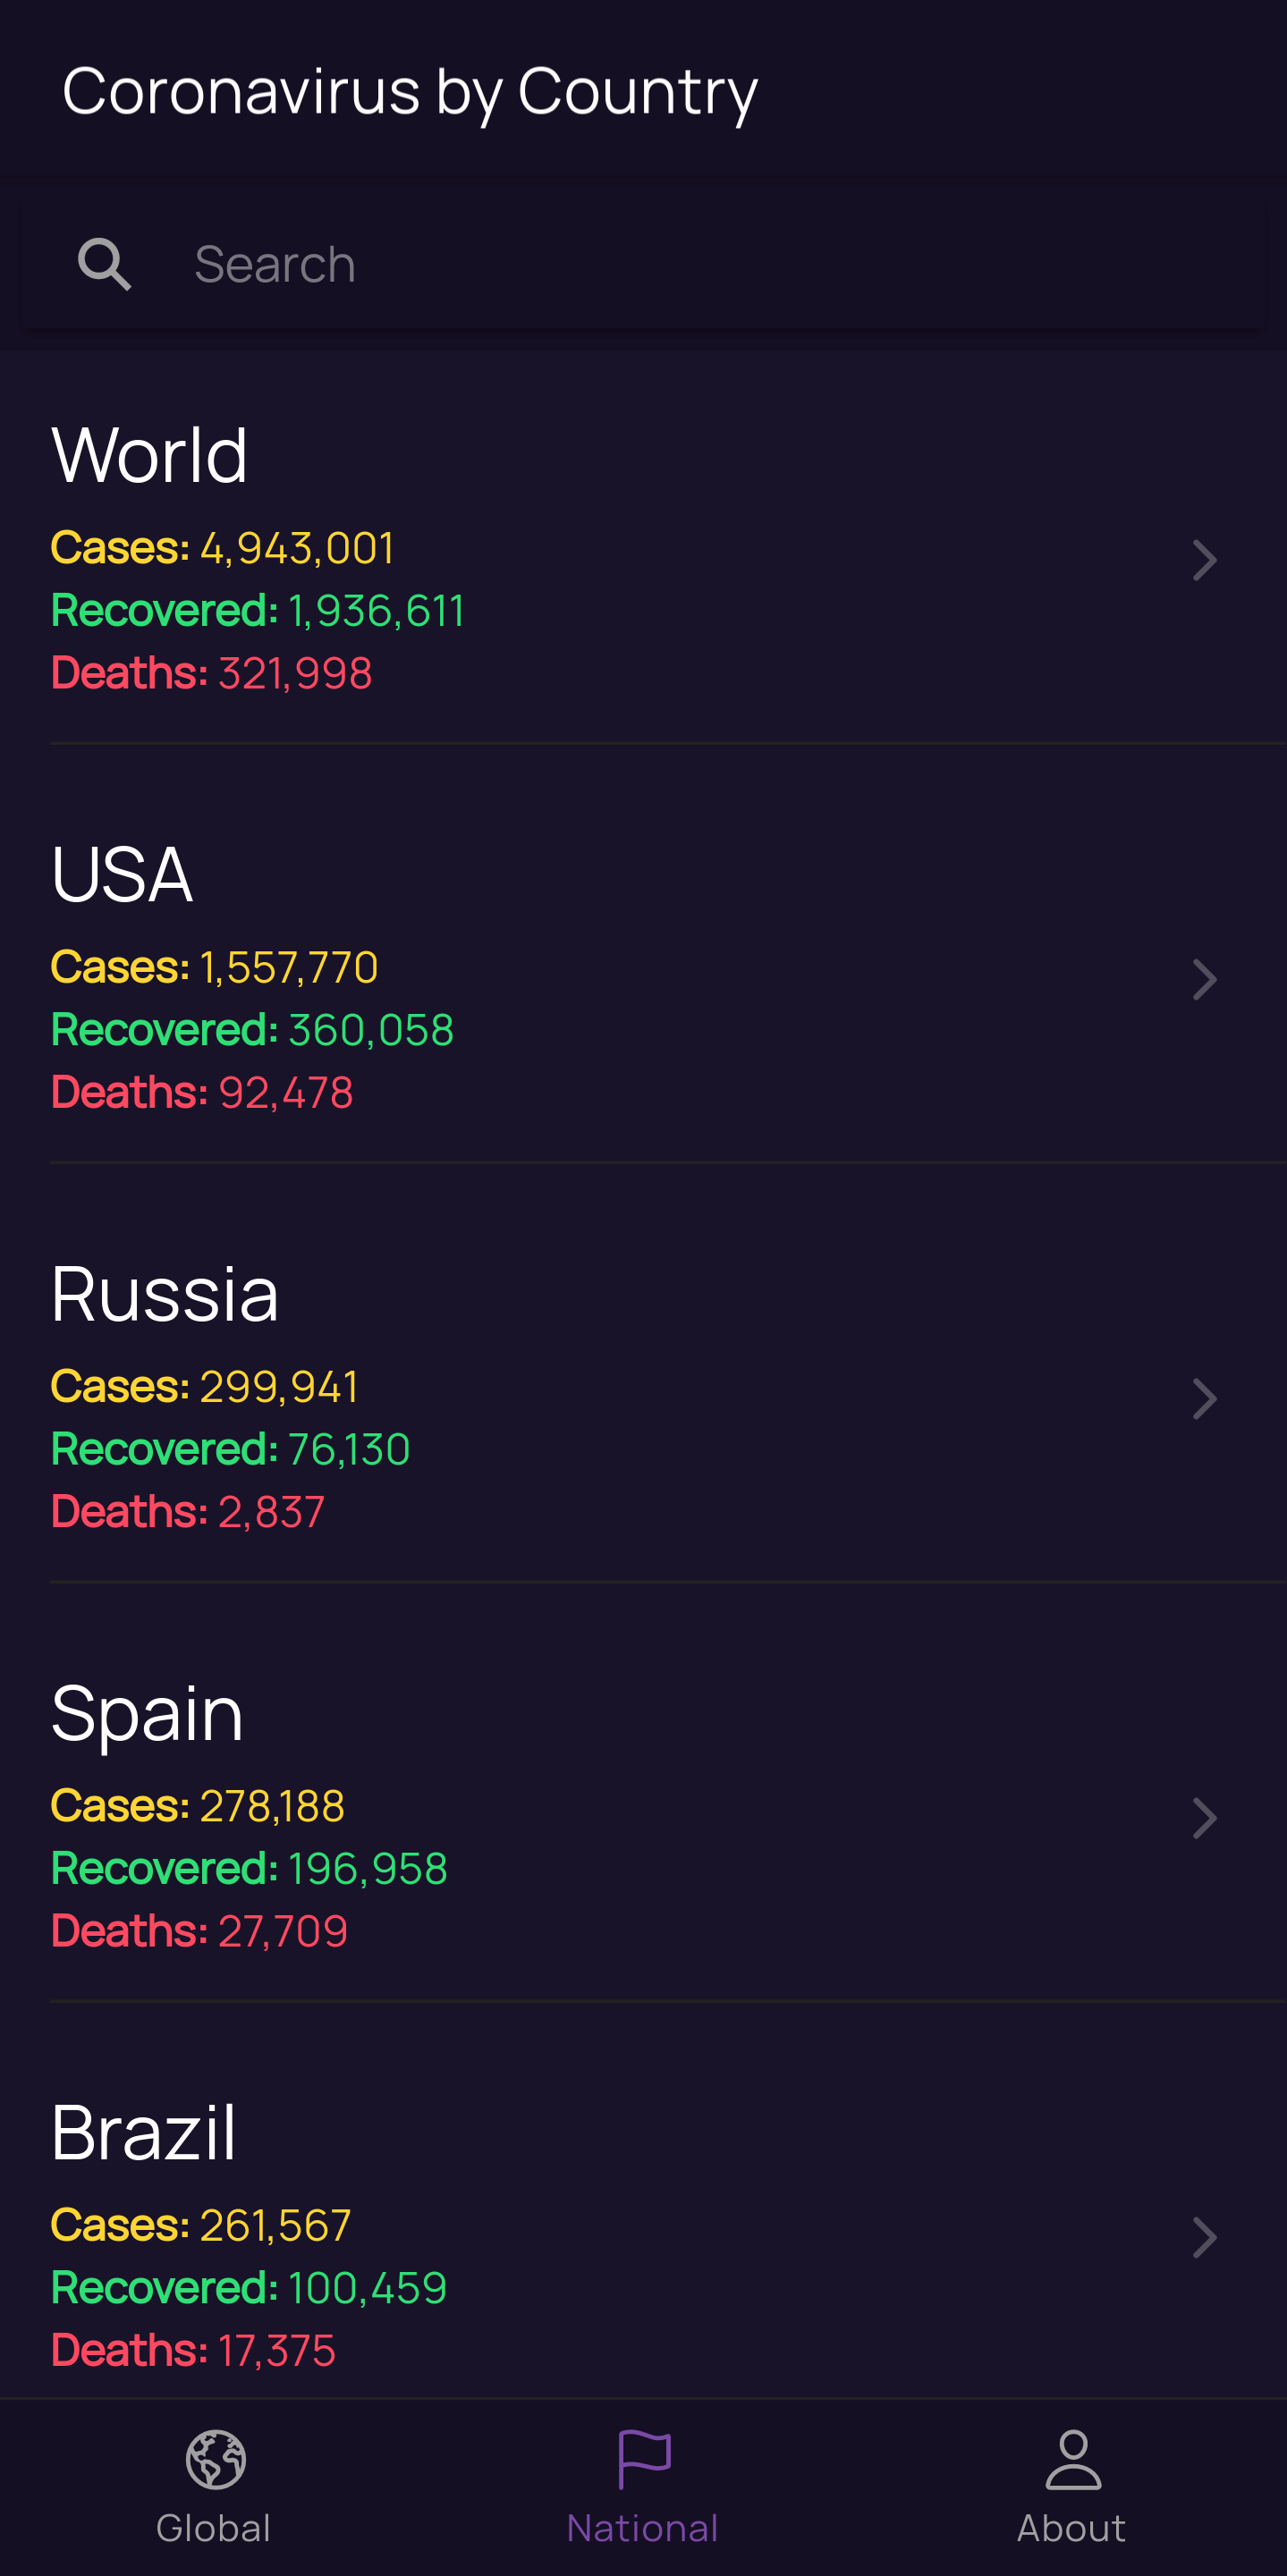 Coronavirus by Country
Search
World
Cases: 4,943,001
Recovered: 1,936,611
Deaths: 321,998
USA
Cases: 1,557,770
Recovered: 360,058
Deaths: 92,478
Russia
Cases: 299,941
Recovered: 76,130
Deaths: 2,837
Spain
Cases: 278,188
Recovered: 196,958
Deaths: 27,709
Brazil
Cases: 261,567
Recovered: 100,459
Deaths: 17,375
Global
National
About